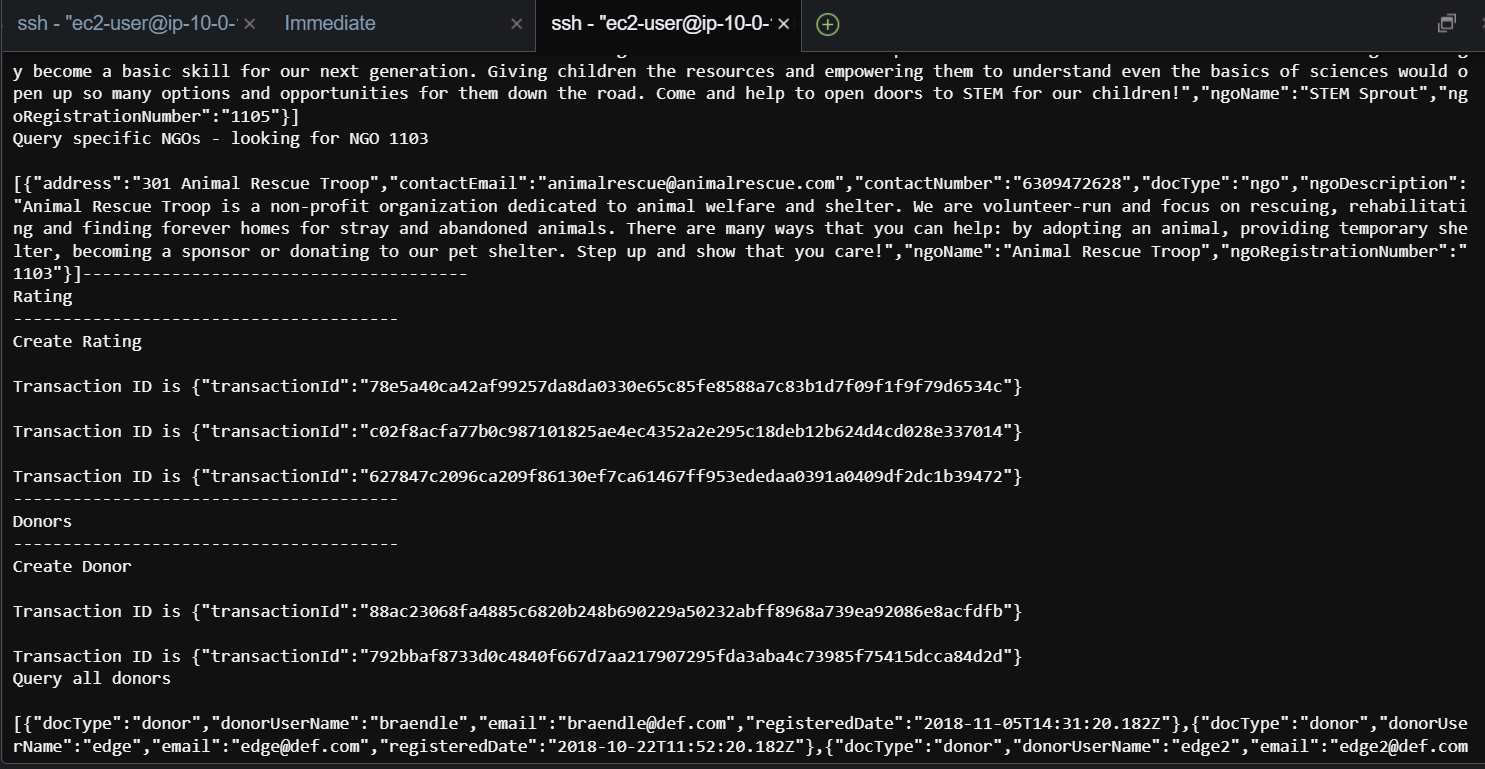 ssh - "ec2-user@ip-10-0-
Immediate
ssh - "ec2-user@ip-10-0-
y become a basic skill for our next generation. Giving children the resources and empowering them to understand even the basics of sciences would o
pen up so many options and opportunities for them down the road. Come and help to open doors to STEM for our children!","ngoName":"STEM Sprout","ng
oRegistrationNumber":"1105"}]
Query specific NGOs - looking for NGO 1103
[{"address":"301 Animal Rescue Troop","contactEmail":"animalrescue@animalrescue.com","contactNumber":"6309472628","docType":"ngo","ngoDescription":
"Animal Rescue Troop is a non-profit organization dedicated to animal welfare and shelter. We are volunteer-run and focus on rescuing, rehabilitati
ng and finding forever homes for stray and abandoned animals. There are many ways that you can help: by adopting an animal, providing temporary she
lter, becoming a sponsor or donating to our pet shelter. Step up and show that you care!","ngoName":"Animal Rescue Troop","ngoRegistrationNumber":"
1103"}]---------------------------------------
Rating
---------------------------------------
Create Rating
Transaction ID is {"transactionId":"78e5a40ca42af99257da8da0330e65c85fe8588a7c83b1d7f09f1f9f79d6534c"}
Transaction ID is {"transactionId":"c02f8acfa77b0c987101825ae4ec4352a2e295c18deb12b624d4cd028e337014"}
Transaction ID is {"transactionId":"627847c2096ca209f86130ef7ca61467ff953ededaa0391a0409df2dc1b39472"}
---------------------------------------
Donors
---------------------------------------
Create Donor
Transaction ID is {"transactionId":"88ac23068fa4885c6820b248b690229a50232abff8968a739ea92086e8acfdfb"}
Transaction ID is {"transactionId":"792bbaf8733d0c4840f667d7aa217907295fda3aba4c73985f75415dcca84d2d"}
Query all donors
[{"docType":"donor","donorUserName":"braendle","email":"braendle@def.com","registeredDate":"2018-11-05T14:31:20.182Z"},{"docType":"donor","donorUse
rName":"edge","email":"edge@def.com","registeredDate":"2018-10-22T11:52:20.182Z"},{"docType":"donor","donorUserName":"edge2","email":"edge2@def.com